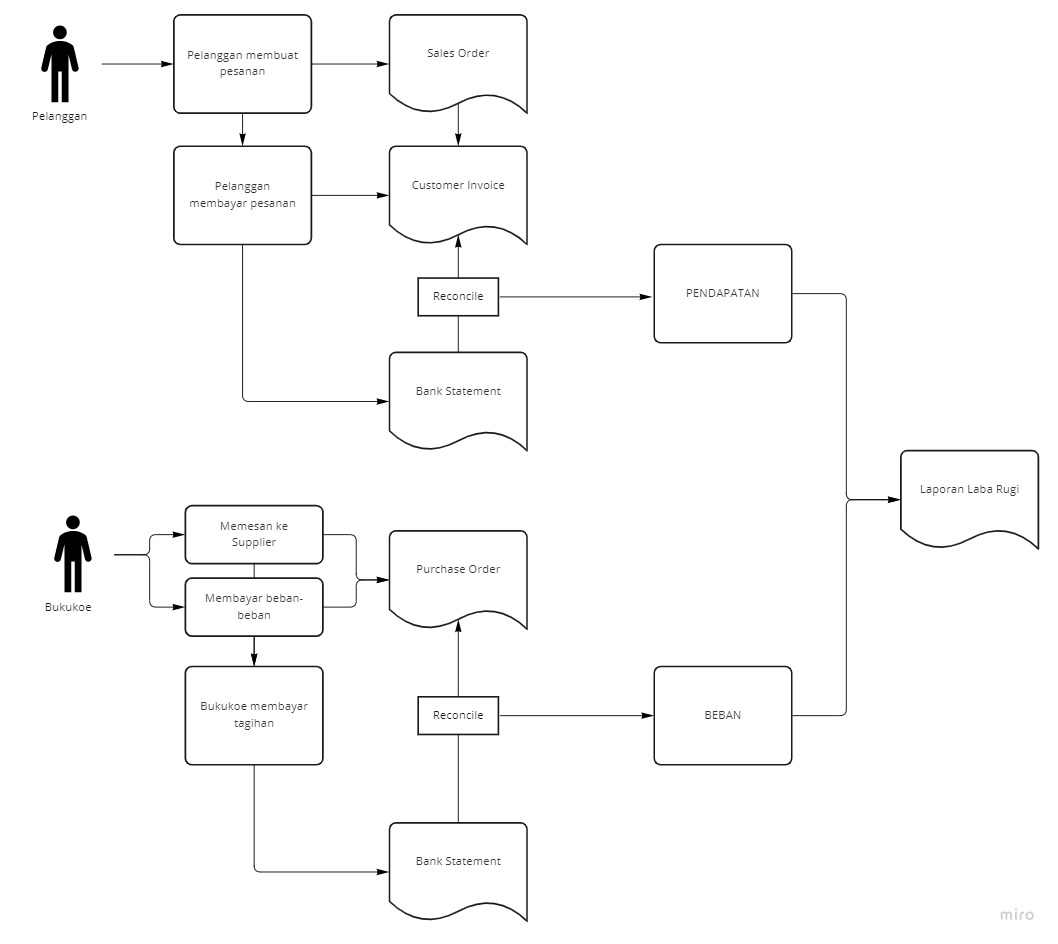 Pelanggan membuat
pesanan
Sales Order
Pelanggan
Pelanggan
membayar pesanan
Customer Invoice
Reconcile
PENDAPATAN
Bank Statement
Laporan Laba Rugi
Memesan ke
Supplier
Purchase Order
Membayar beban-
beban
Bukukoe
Bukukoe membayar
tagihan
Reconcile
BEBAN
Bank Statement
miro